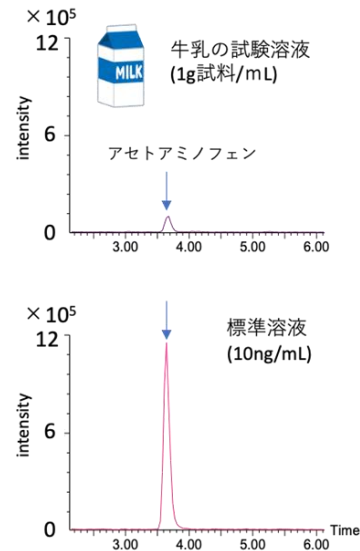 ×10⁵
12
牛乳の試験溶液
(1g試料/mL)
MILK
intensity
6
アセトアミノフェン
0
3.00 4.00 5.00 6.00
×10⁵
12
標準溶液
(10ng/mL)
intensity
6
0
3.00 4.00 5.00 6.00 Time